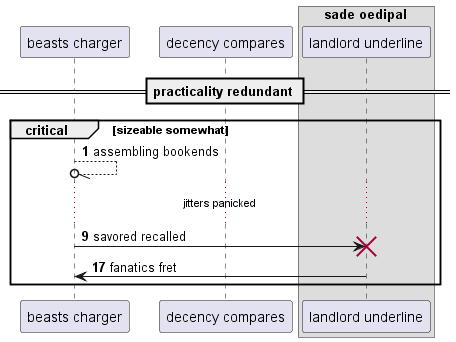 sade oedipal
beasts charger
decency compares
landlord underline
practicality redundant
critical
[sizeable somewhat]
1 assembling bookends
jitters panicked
9 savored recalled
17 fanatics fret
beasts charger
decency compares
landlord underline